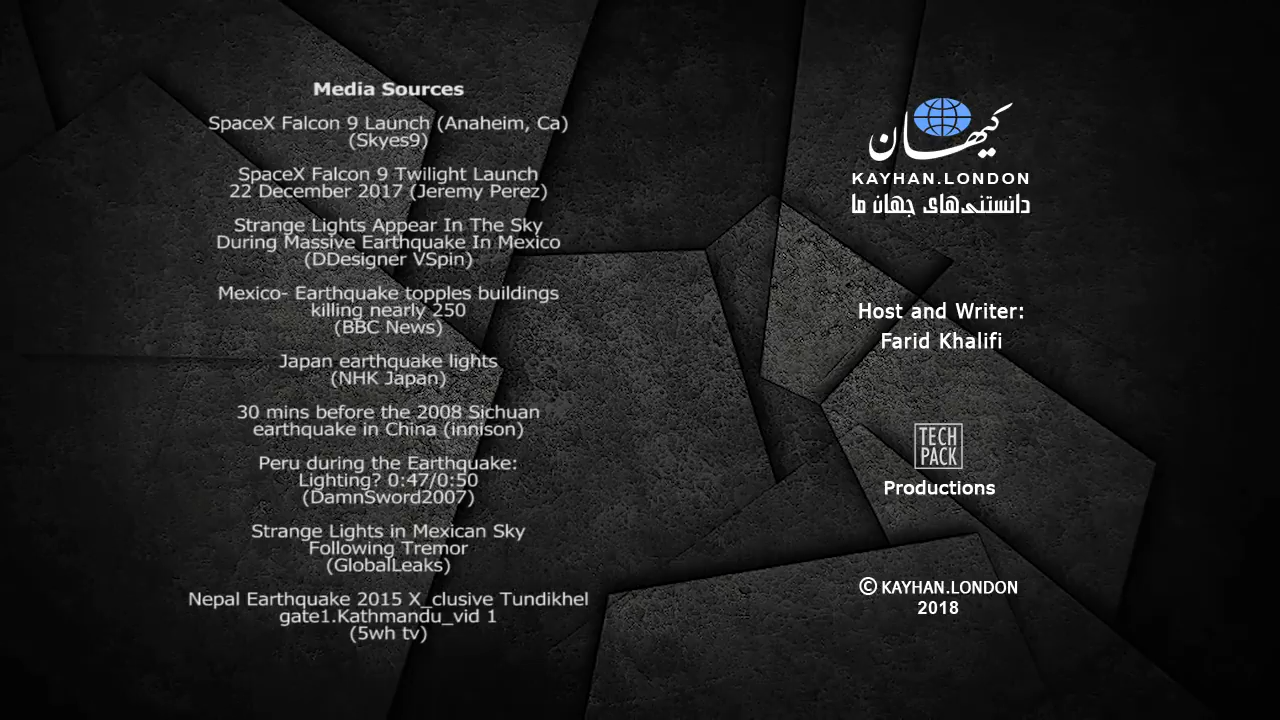 Media Sources
SpaceX Falcon 9 Launch (Anaheim, Ca)
(Skyes9)
SpaceX Falcon 9 Twilight Launch
22 December 2017 (Jeremy Perez)
Strange Lights Appear In The Sky
During Massive Earthquake In Mexico
(DDesigner VSpin)
Mexico- Earthquake topples buildings
killing nearly 250
(BBC News)
Japan earthquake lights
(NHK Japan)
30 mins before the 2008 Sichuan
earthquake in China (innison)
Peru during the Earthquake:
Lighting? 0:47/0:50
(DamnSword2007)
Strange Lights in Mexican Sky
Following Tremor
(GlobalLeaks)
Nepal Earthquake 2015 X_clusive Tundikhel
gate1.Kathmandu_vid 1
(5wh tv)
کیهان
KAYHAN.LONDON
دانستنی‌های جهان ما
Host and Writer:
Farid Khalifi
TECH
PACK
Productions
© KAYHAN.LONDON
2018